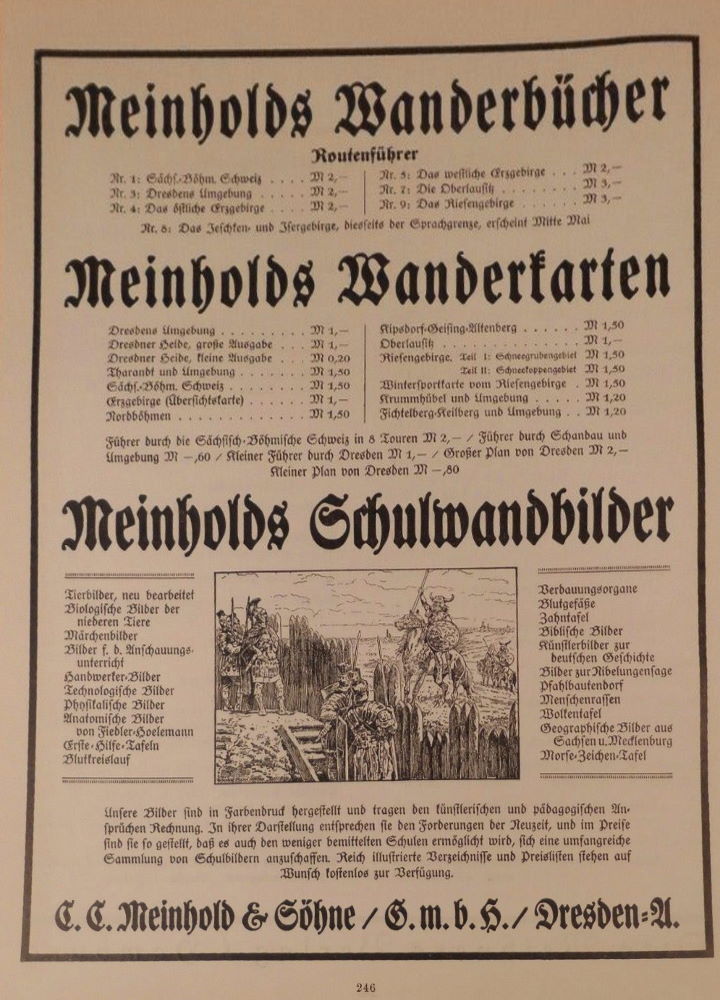 Meinholds Wanderbücher
Routenführer
Nr. 1: Sächs.-Böhm. Schweiz . . . . M 2,—
Nr. 3: Dresdens Umgebung . . . . M 2,—
Nr. 4: Das östliche Erzgebirge . . . M 2,—
Nr. 5: Das westliche Erzgebirge . . . M 2,—
Nr. 7: Die Oberlausitz . . . . . . . . M 3,—
Nr. 9: Das Riesengebirge . . . . . . M 3,—
Nr. 8: Das Jeschken- und Isergebirge, diesseits der Sprachgrenze, erscheint Mitte Mai
Meinholds Wanderkarten
Dresdens Umgebung . . . . . . . . . M 1,—
Dresdner Heide, große Ausgabe . . . . M 1,—
Dresdner Heide, kleine Ausgabe . . . . M 0,20
Tharandt und Umgebung . . . . . . . M 1,50
Sächs.-Böhm. Schweiz . . . . . . . . M 1,50
Erzgebirge (Übersichtskarte) . . . . . M 1,—
Nordböhmen . . . . . . . . . . . . M 1,50
Kipsdorf-Geising-Altenberg . . . . . . M 1,50
Oberlausitz . . . . . . . . . . . . . M 1,—
Riesengebirge. Teil I: Schneegrubengebiet M 1,50
Teil II: Schneekoppengebiet M 1,50
Wintersportkarte vom Riesengebirge . M 1,50
Krummhübel und Umgebung . . . . M 1,20
Fichtelberg-Keilberg und Umgebung . . M 1,20
Führer durch die Sächsisch-Böhmische Schweiz in 8 Touren M 2,— / Führer durch Schandau und
Umgebung M —,60 / Kleiner Führer durch Dresden M 1,— / Großer Plan von Dresden M 2,—
Kleiner Plan von Dresden M —,80
Meinholds Schulwandbilder
Tierbilder, neu bearbeitet
Biologische Bilder der
niederen Tiere
Märchenbilder
Bilder f. d. Anschauungs-
unterricht
Handwerker-Bilder
Technologische Bilder
Physikalische Bilder
Anatomische Bilder
von Fiedler-Hoelemann
Erste-Hilfe-Tafeln
Blutkreislauf
Verdauungsorgane
Blutgefäße
Zahntafel
Biblische Bilder
Künstlerbilder zur
deutschen Geschichte
Bilder zur Nibelungensage
Pfahlbautendorf
Menschenrassen
Wolkentafel
Geographische Bilder aus
Sachsen u. Mecklenburg
Morse-Zeichen-Tafel
Unsere Bilder sind in Farbendruck hergestellt und tragen den künstlerischen und pädagogischen An-
sprüchen Rechnung. In ihrer Darstellung entsprechen sie den Forderungen der Neuzeit, und im Preise
sind sie so gestellt, daß es auch den weniger bemittelten Schulen ermöglicht wird, sich eine umfangreiche
Sammlung von Schulbildern anzuschaffen. Reich illustrierte Verzeichnisse und Preislisten stehen auf
Wunsch kostenlos zur Verfügung.
C. C. Meinhold & Söhne / G. m. b. H. / Dresden-A.
246